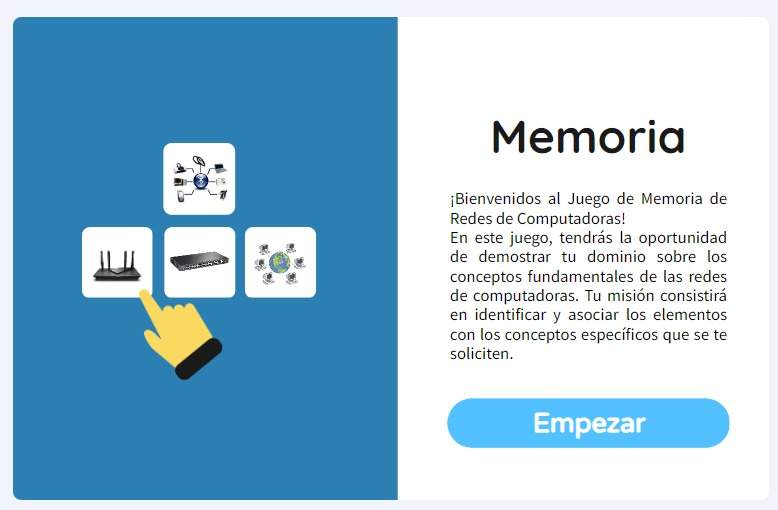 Memoria
¡Bienvenidos al Juego de Memoria de
Redes de Computadoras!
En este juego, tendrás la oportunidad
de demostrar tu dominio sobre los
conceptos fundamentales de las redes
de computadoras. Tu misión consistirá
en identificar y asociar los elementos
con los conceptos específicos que se te
soliciten.
Empezar